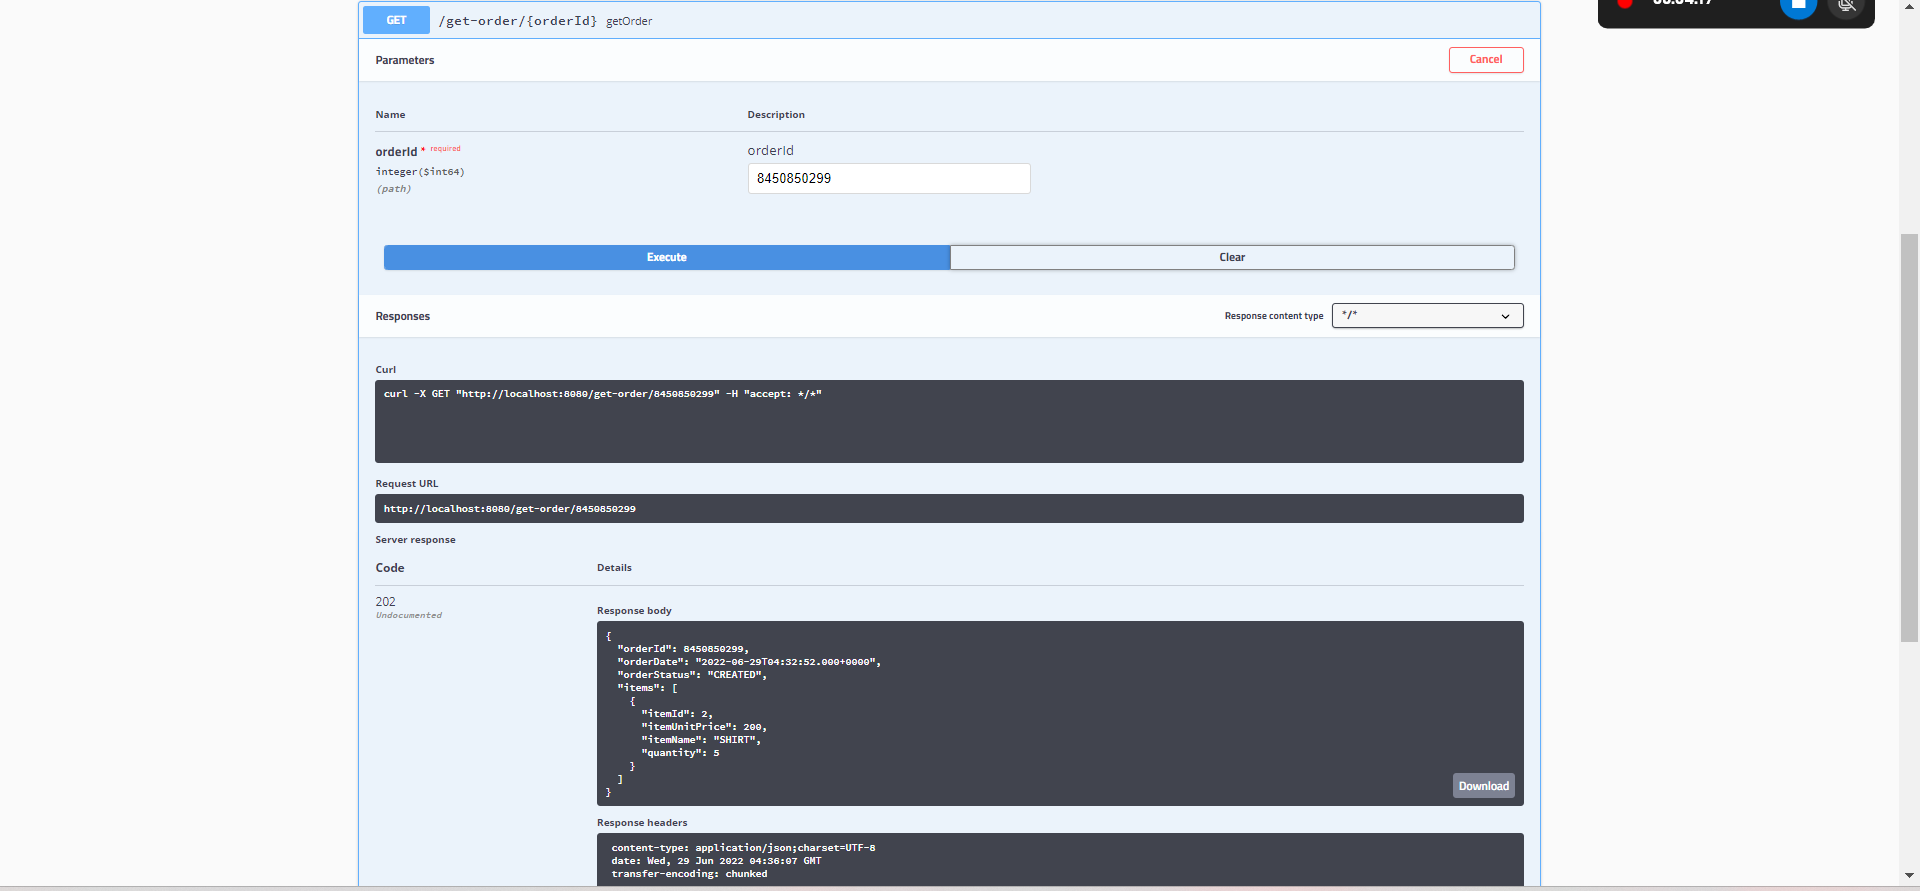 GET /get-order/{orderId} getOrder
Parameters
Cancel
Name Description
orderId * required
integer($int64)
(path)
orderId
8450850299
Execute Clear
Responses
Response content type */*
Curl
curl -X GET "http://localhost:8080/get-order/8450850299" -H "accept: */*"
Request URL
http://localhost:8080/get-order/8450850299
Server response
Code Details
202
Undocumented
Response body
{
  "orderId": 8450850299,
  "orderDate": "2022-06-29T04:32:52.000+0000",
  "orderStatus": "CREATED",
  "items": [
    {
      "itemId": 2,
      "itemUnitPrice": 200,
      "itemName": "SHIRT",
      "quantity": 5
    }
  ]
}
Download
Response headers
content-type: application/json;charset=UTF-8
date: Wed, 29 Jun 2022 04:36:07 GMT
transfer-encoding: chunked